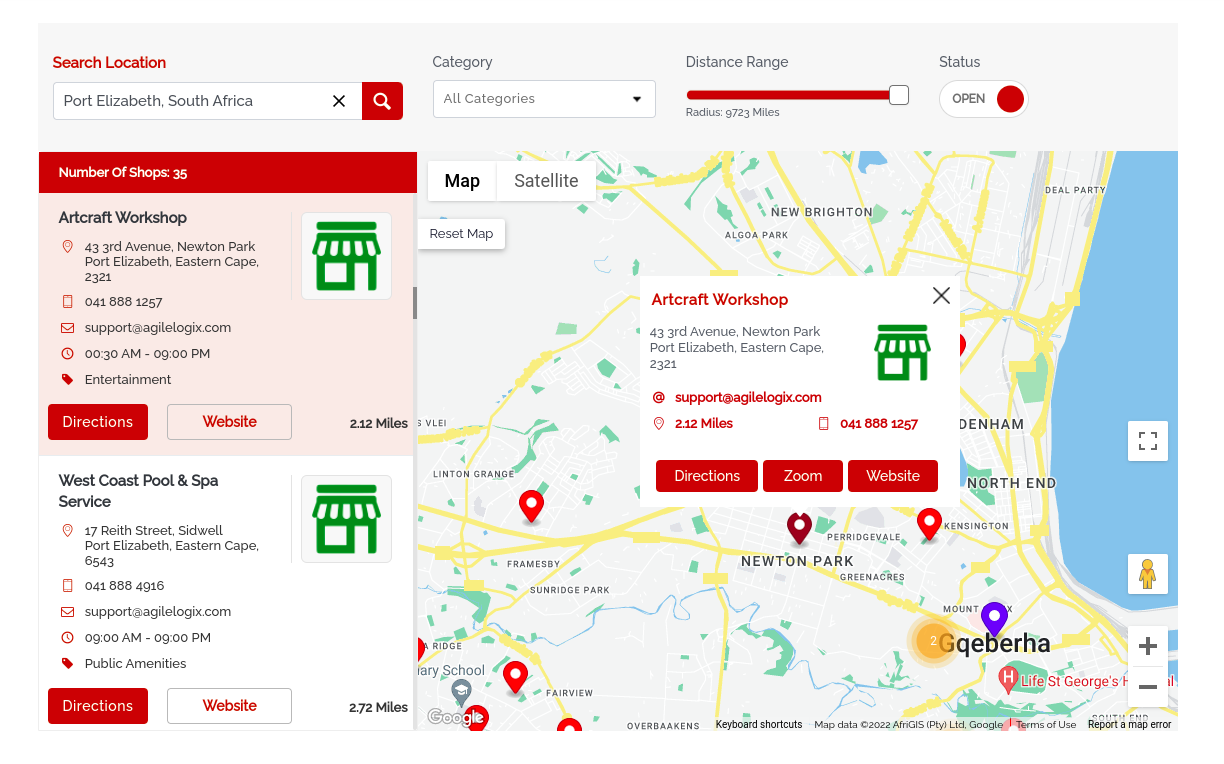 Search Location
Port Elizabeth, South Africa
Category
All Categories
Distance Range
Radius: 9723 Miles
Status
OPEN
Number Of Shops: 35
Artcraft Workshop
43 3rd Avenue, Newton Park
Port Elizabeth, Eastern Cape,
2321
041 888 1257
support@agilelogix.com
00:30 AM - 09:00 PM
Entertainment
Directions
Website
2.12 Miles
West Coast Pool & Spa
Service
17 Reith Street, Sidwell
Port Elizabeth, Eastern Cape,
6543
041 888 4916
support@agilelogix.com
09:00 AM - 09:00 PM
Public Amenities
Directions
Website
2.72 Miles
Map
Satellite
Reset Map
DEAL PARTY
NEW BRIGHTON
ALGOA PARK
Artcraft Workshop
43 3rd Avenue, Newton Park
Port Elizabeth, Eastern Cape,
2321
@ support@agilelogix.com
2.12 Miles
041 888 1257
Directions
Zoom
Website
S VLEI
DENHAM
LINTON GRANGE
NORTH END
KENSINGTON
PERRIDGEVALE
NEWTON PARK
FRAMESBY
GREENACRES
SUNRIDGE PARK
MOUNT
2
Gqeberha
A RIDGE
ary School
H
Life St George's H
al
FAIRVIEW
SOUTH END
Google
OVERBAAKENS
Keyboard shortcuts
Map data ©2022 AfriGIS (Pty) Ltd, Google
Terms of Use
Report a map error